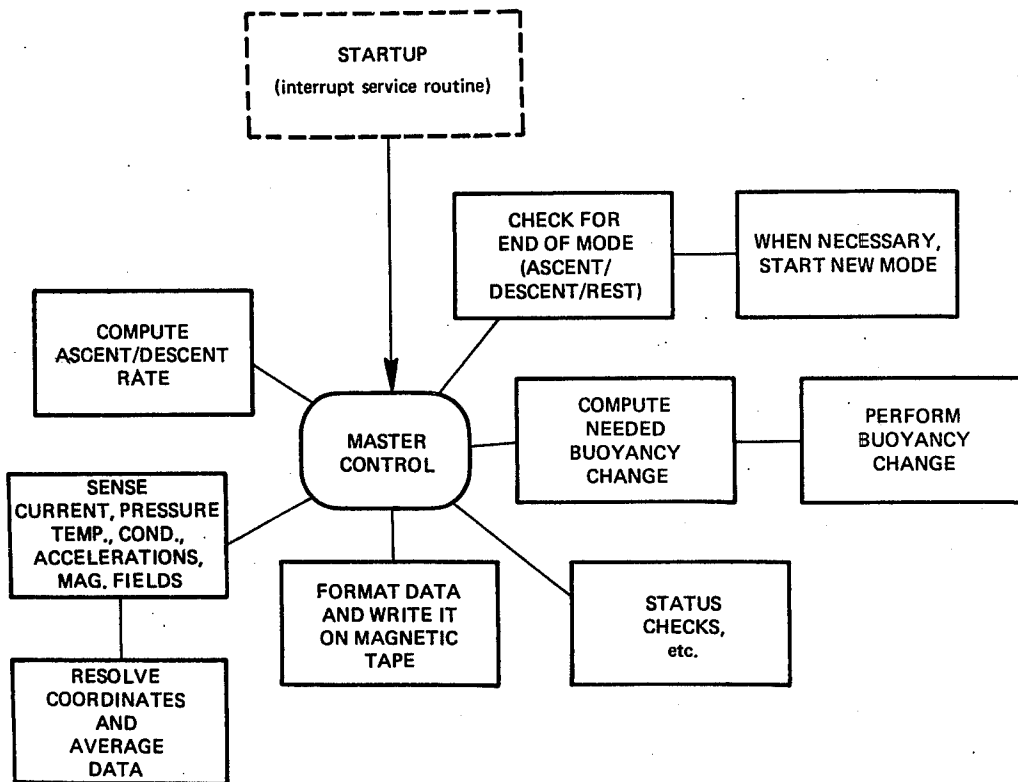 STARTUP
(interrupt service routine)
CHECK FOR
END OF MODE
(ASCENT/
DESCENT/REST)
WHEN NECESSARY,
START NEW MODE
COMPUTE
ASCENT/DESCENT
RATE
MASTER
CONTROL
COMPUTE
NEEDED
BUOYANCY
CHANGE
PERFORM
BUOYANCY
CHANGE
SENSE
CURRENT, PRESSURE
TEMP., COND.,
ACCELERATIONS,
MAG. FIELDS
FORMAT DATA
AND WRITE IT
ON MAGNETIC
TAPE
STATUS
CHECKS,
etc.
RESOLVE
COORDINATES
AND
AVERAGE
DATA